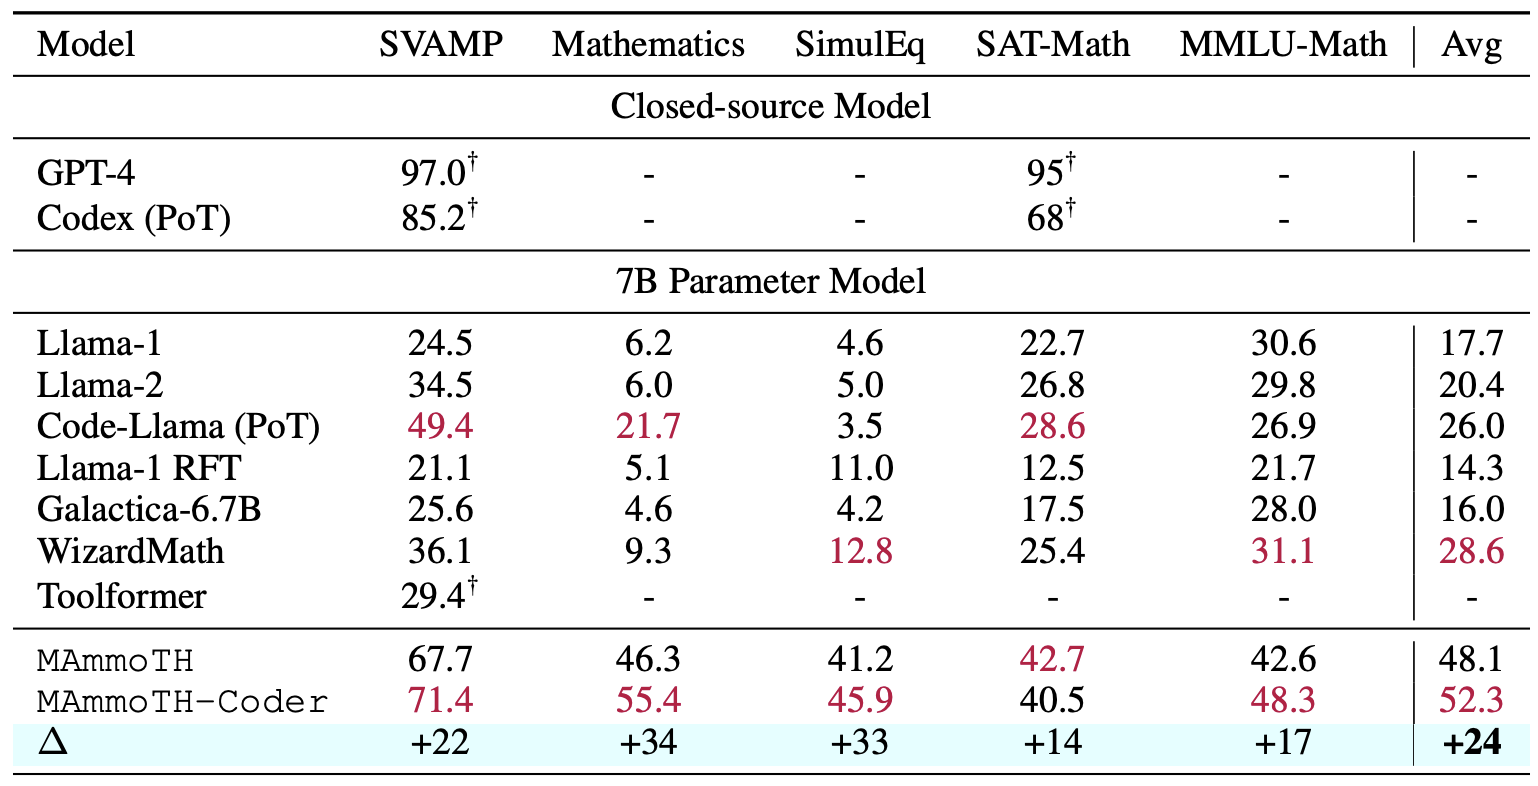 Model SVAMP Mathematics SimulEq SAT-Math MMLU-Math Avg
Closed-source Model
GPT-4 97.0† - - 95† - -
Codex (PoT) 85.2† - - 68† - -
7B Parameter Model
Llama-1 24.5 6.2 4.6 22.7 30.6 17.7
Llama-2 34.5 6.0 5.0 26.8 29.8 20.4
Code-Llama (PoT) 49.4 21.7 3.5 28.6 26.9 26.0
Llama-1 RFT 21.1 5.1 11.0 12.5 21.7 14.3
Galactica-6.7B 25.6 4.6 4.2 17.5 28.0 16.0
WizardMath 36.1 9.3 12.8 25.4 31.1 28.6
Toolformer 29.4† - - - - -
MAmmoTH 67.7 46.3 41.2 42.7 42.6 48.1
MAmmoTH-Coder 71.4 55.4 45.9 40.5 48.3 52.3
Δ +22 +34 +33 +14 +17 +24